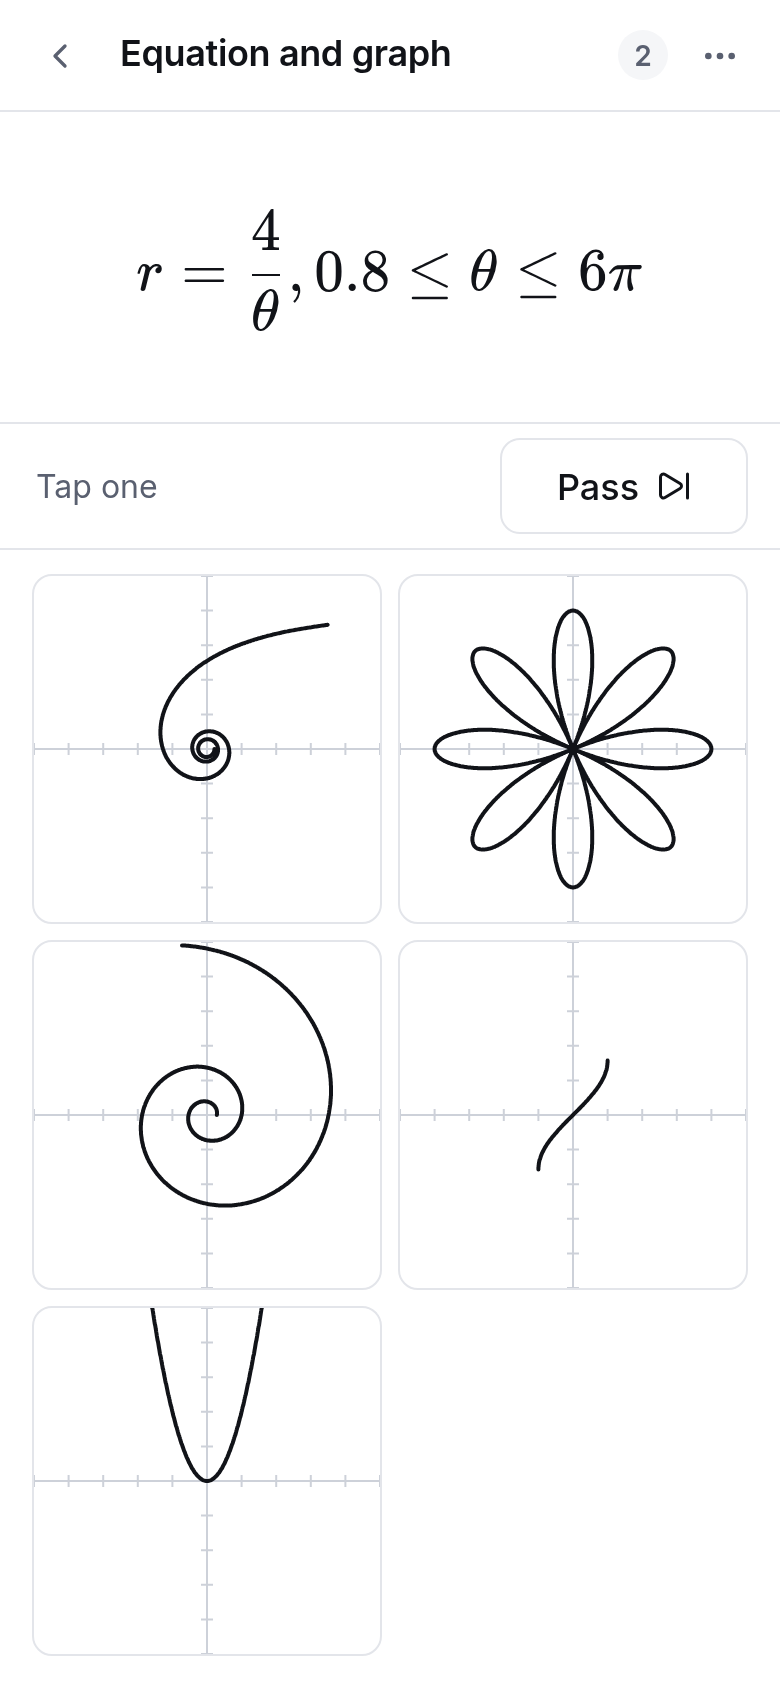 Equation and graph 2
r = 4/θ, 0.8 ≤ θ ≤ 6π
Tap one Pass